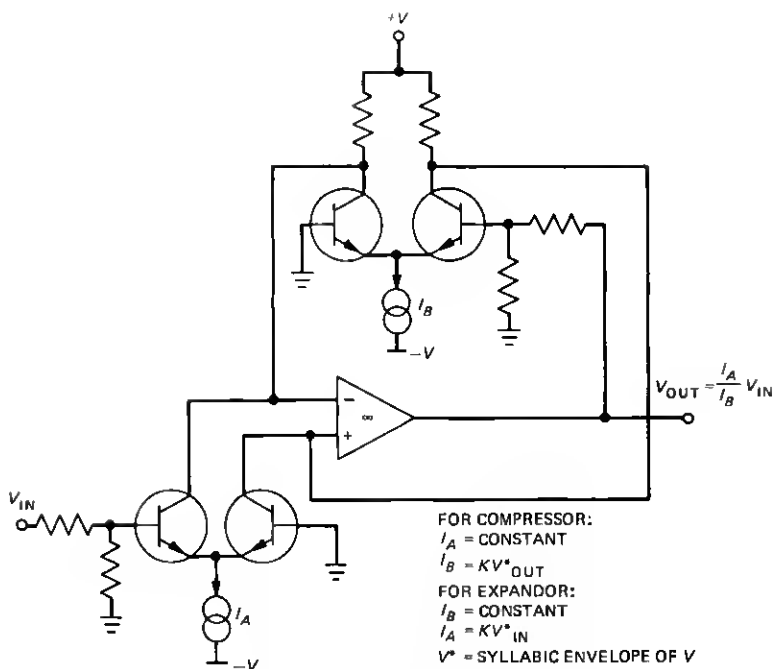 +V
I_B
-V
V_OUT = I_A/I_B V_IN
-
∞
+
V_IN
I_A
-V
FOR COMPRESSOR:
I_A = CONSTANT
I_B = KV*_OUT
FOR EXPANDOR:
I_B = CONSTANT
I_A = KV*_IN
V* = SYLLABIC ENVELOPE OF V